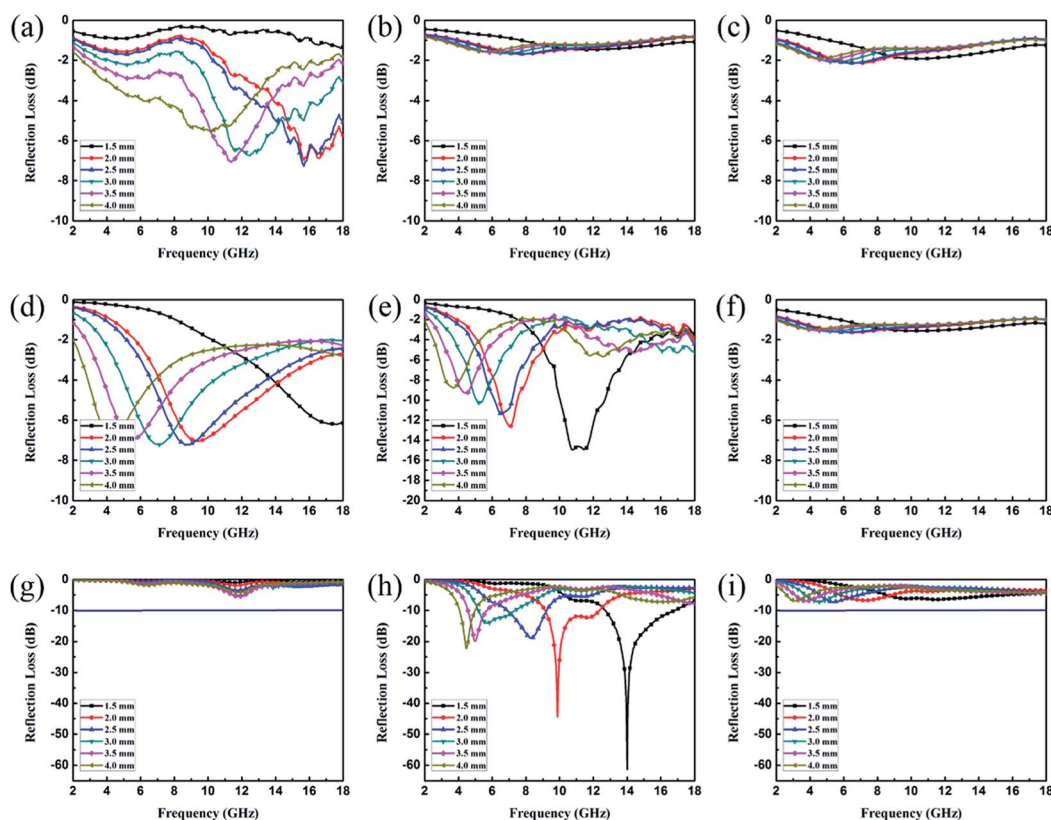 (a)
0
-2
-4
-6
-8
-10
Reflection Loss (dB)
1.5 mm
2.0 mm
2.5 mm
3.0 mm
3.5 mm
4.0 mm
2 4 6 8 10 12 14 16 18
Frequency (GHz)
(b)
0
-2
-4
-6
-8
-10
Reflection Loss (dB)
1.5 mm
2.0 mm
2.5 mm
3.0 mm
3.5 mm
4.0 mm
2 4 6 8 10 12 14 16 18
Frequency (GHz)
(c)
0
-2
-4
-6
-8
-10
Reflection Loss (dB)
1.5 mm
2.0 mm
2.5 mm
3.0 mm
3.5 mm
4.0 mm
2 4 6 8 10 12 14 16 18
Frequency (GHz)
(d)
0
-2
-4
-6
-8
-10
Reflection Loss (dB)
1.5 mm
2.0 mm
2.5 mm
3.0 mm
3.5 mm
4.0 mm
2 4 6 8 10 12 14 16 18
Frequency (GHz)
(e)
0
-2
-4
-6
-8
-10
-12
-14
-16
-18
-20
Reflection Loss (dB)
1.5 mm
2.0 mm
2.5 mm
3.0 mm
3.5 mm
4.0 mm
2 4 6 8 10 12 14 16 18
Frequency (GHz)
(f)
0
-2
-4
-6
-8
-10
Reflection Loss (dB)
1.5 mm
2.0 mm
2.5 mm
3.0 mm
3.5 mm
4.0 mm
2 4 6 8 10 12 14 16 18
Frequency (GHz)
(g)
0
-10
-20
-30
-40
-50
-60
Reflection Loss (dB)
1.5 mm
2.0 mm
2.5 mm
3.0 mm
3.5 mm
4.0 mm
2 4 6 8 10 12 14 16 18
Frequency (GHz)
(h)
0
-10
-20
-30
-40
-50
-60
Reflection Loss (dB)
1.5 mm
2.0 mm
2.5 mm
3.0 mm
3.5 mm
4.0 mm
2 4 6 8 10 12 14 16 18
Frequency (GHz)
(i)
0
-10
-20
-30
-40
-50
-60
Reflection Loss (dB)
1.5 mm
2.0 mm
2.5 mm
3.0 mm
3.5 mm
4.0 mm
2 4 6 8 10 12 14 16 18
Frequency (GHz)